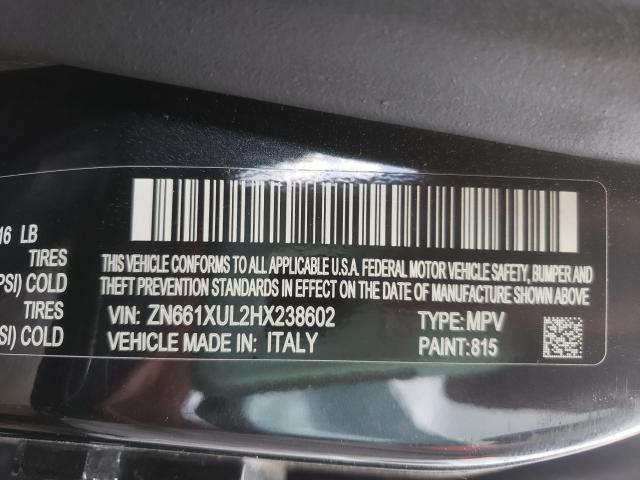 16 LB
TIRES
PSI) COLD
TIRES
SI) COLD
THIS VEHICLE CONFORMS TO ALL APPLICABLE U.S.A. FEDERAL MOTOR VEHICLE SAFETY, BUMPER AND
THEFT PREVENTION STANDARDS IN EFFECT ON THE DATE OF MANUFACTURE SHOWN ABOVE
VIN: ZN661XUL2HX238602 TYPE:MPV
VEHICLE MADE IN: ITALY PAINT:815